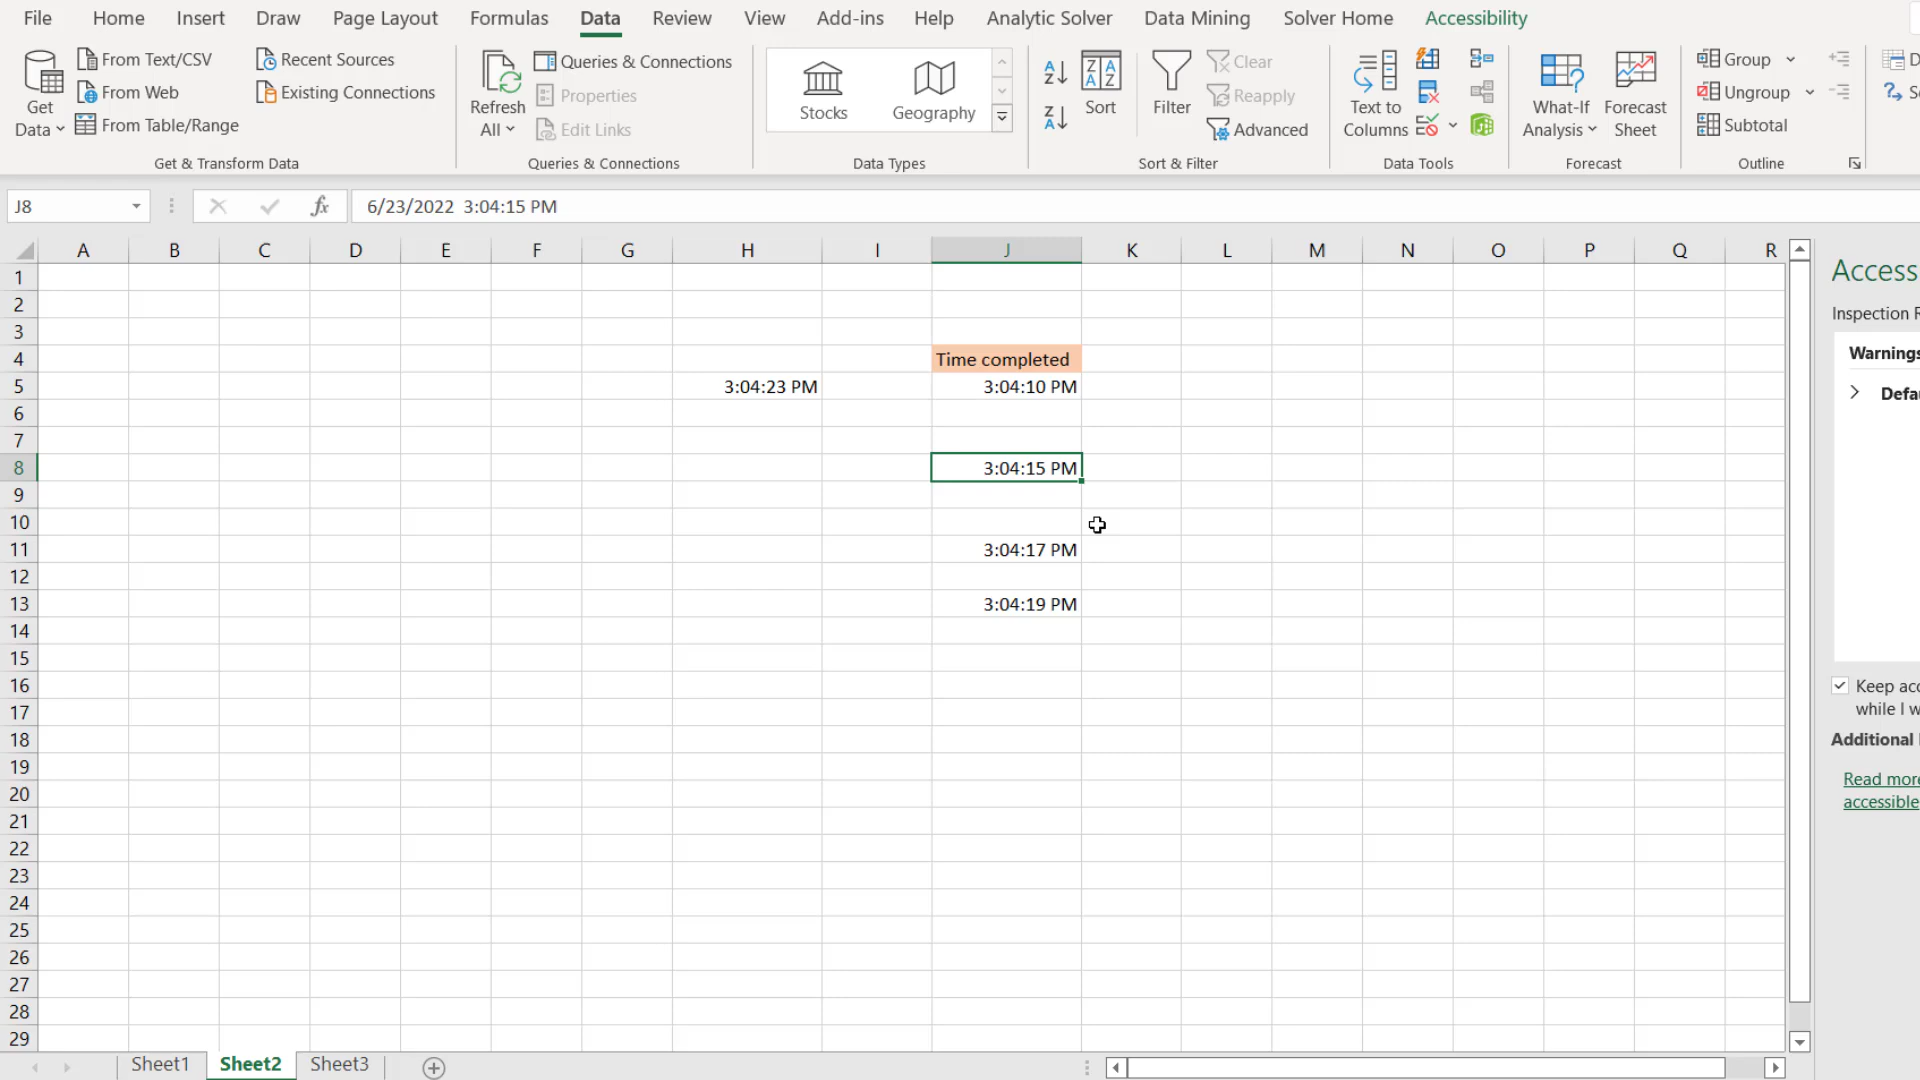 File Home Insert Draw Page Layout Formulas Data Review View Add-ins Help Analytic Solver Data Mining Solver Home Accessibility
Get Data
From Text/CSV
From Web
From Table/Range
Recent Sources
Existing Connections
Get & Transform Data
Refresh All
Queries & Connections
Properties
Edit Links
Queries & Connections
Stocks
Geography
Data Types
Sort
Filter
Clear
Reapply
Advanced
Sort & Filter
Text to Columns
Data Tools
What-If Analysis
Forecast Sheet
Forecast
Group
Ungroup
Subtotal
Outline
J8
fx
6/23/2022 3:04:15 PM
A B C D E F G H I J K L M N O P Q R
1
2
3
4 Time completed
5 3:04:23 PM 3:04:10 PM
6
7
8 3:04:15 PM
9
10
11 3:04:17 PM
12
13 3:04:19 PM
14
15
16
17
18
19
20
21
22
23
24
25
26
27
28
29
Inspection
Warnings
Keep
while I
Additional
Read more
accessible
Sheet1 Sheet2 Sheet3